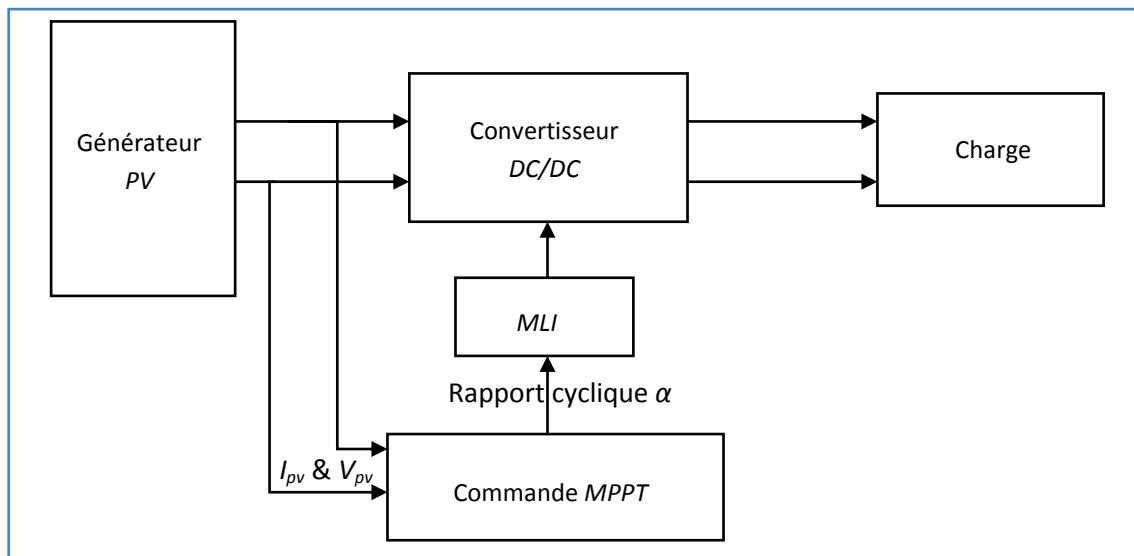 Générateur
PV
Convertisseur
DC/DC
Charge
MLI
Rapport cyclique α
Ipv & Vpv
Commande MPPT